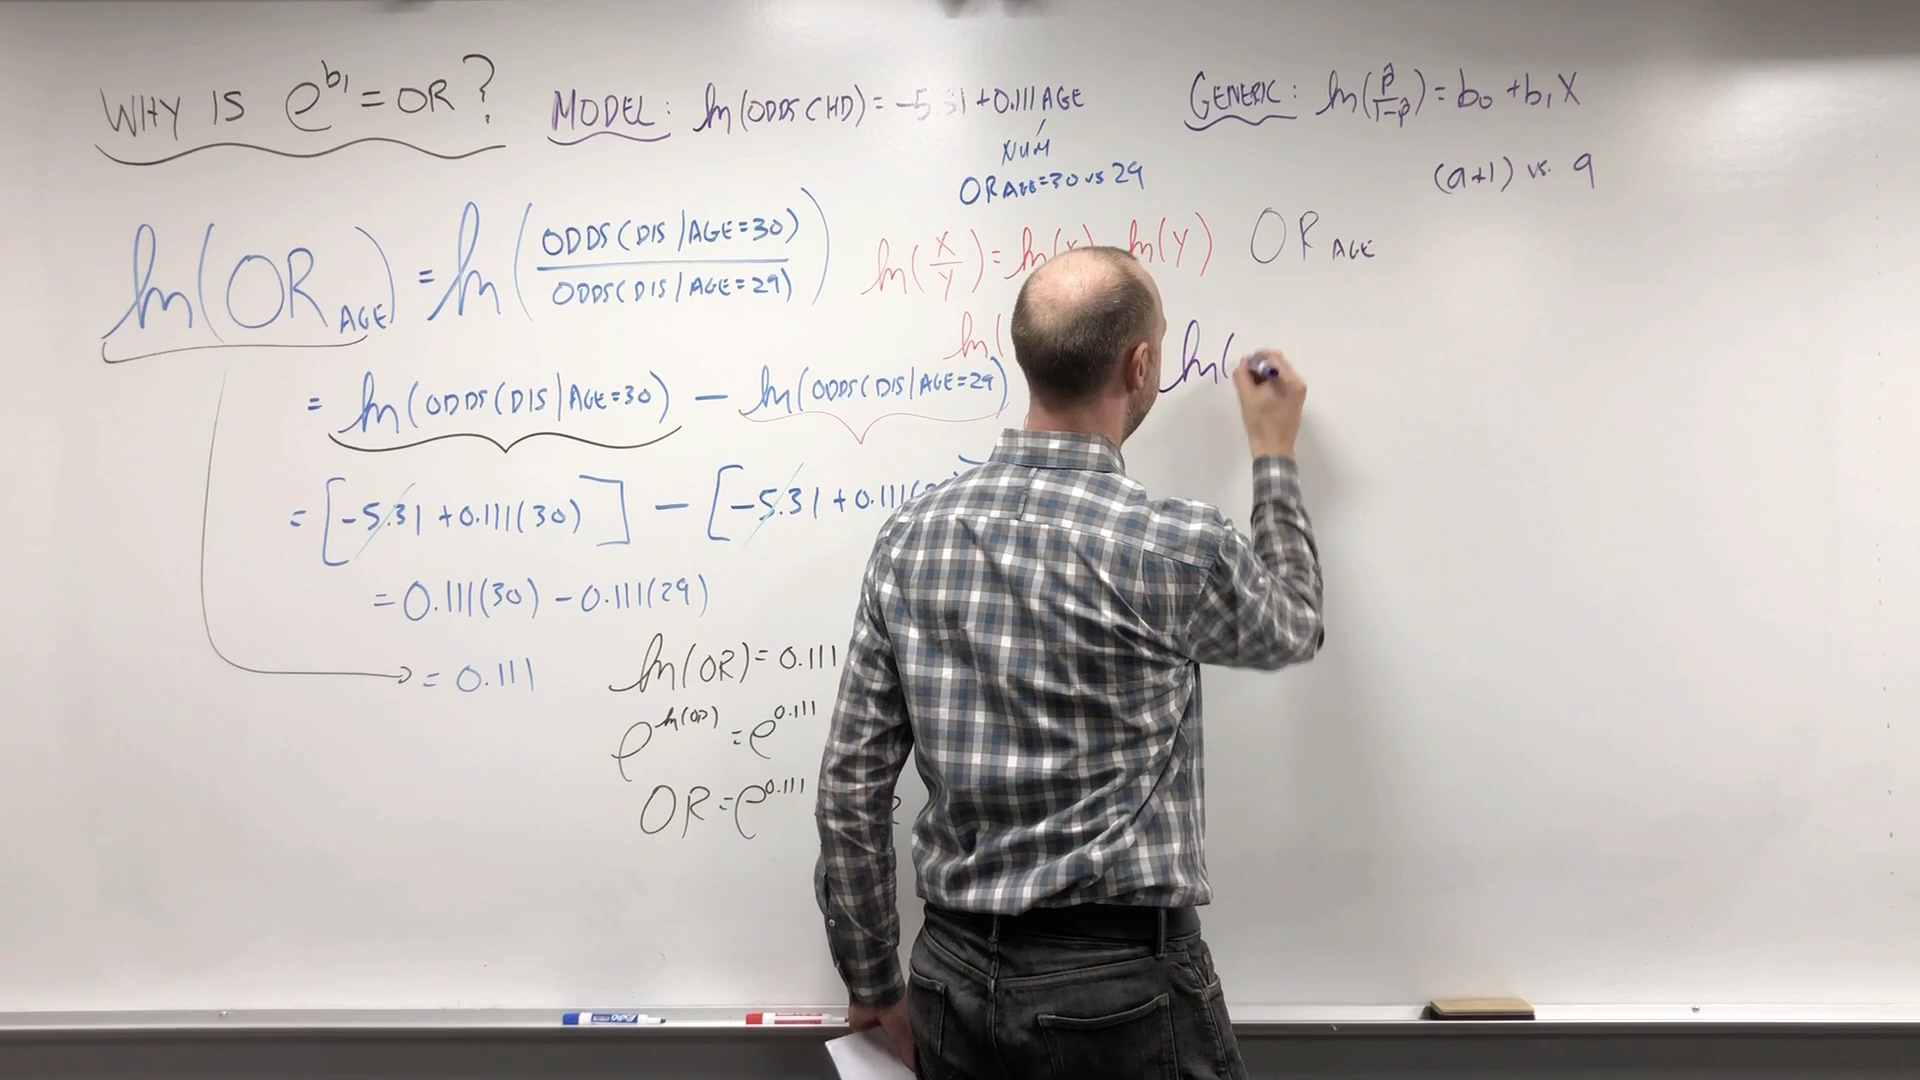 WHY IS e^b₁ = OR?
MODEL: ln(ODDS CHD) = -5.31 + 0.111 AGE
NUM
OR AGE=30 vs 29
GENERIC: ln(p̂/1-p̂) = b₀ + b₁X
(a+1) vs. a
ln(OR AGE) = ln(ODDS(DIS|AGE=30)/ODDS(DIS|AGE=29))
ln(X/Y) = ln(X) ln(Y)
OR AGE
ln(
ln(
= ln(ODDS(DIS|AGE=30) - ln(ODDS(DIS|AGE=29)
= [-5.31 + 0.111(30)] - [-5.31 + 0.111(
= 0.111(30) - 0.111(29)
= 0.111
ln(OR) = 0.111
e^ln(OR) = e^0.111
OR = e^0.111